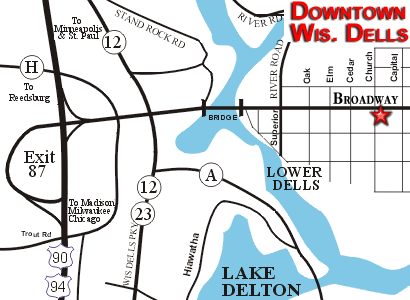 To
Minneapolis
& St. Paul
12
STAND ROCK RD
RIVER RD
DOWNTOWN
WIS. DELLS
H
To
Reedsburg
RIVER ROAD
Oak
Elm
Cedar
Church
Capital
BROADWAY
BRIDGE
Superior
Exit
87
A
LOWER
DELLS
12
23
To Madison
Milwaukee
Chicago
Trout Rd
90
94
WIS DELLS PKY
Hiawatha
LAKE
DELTON